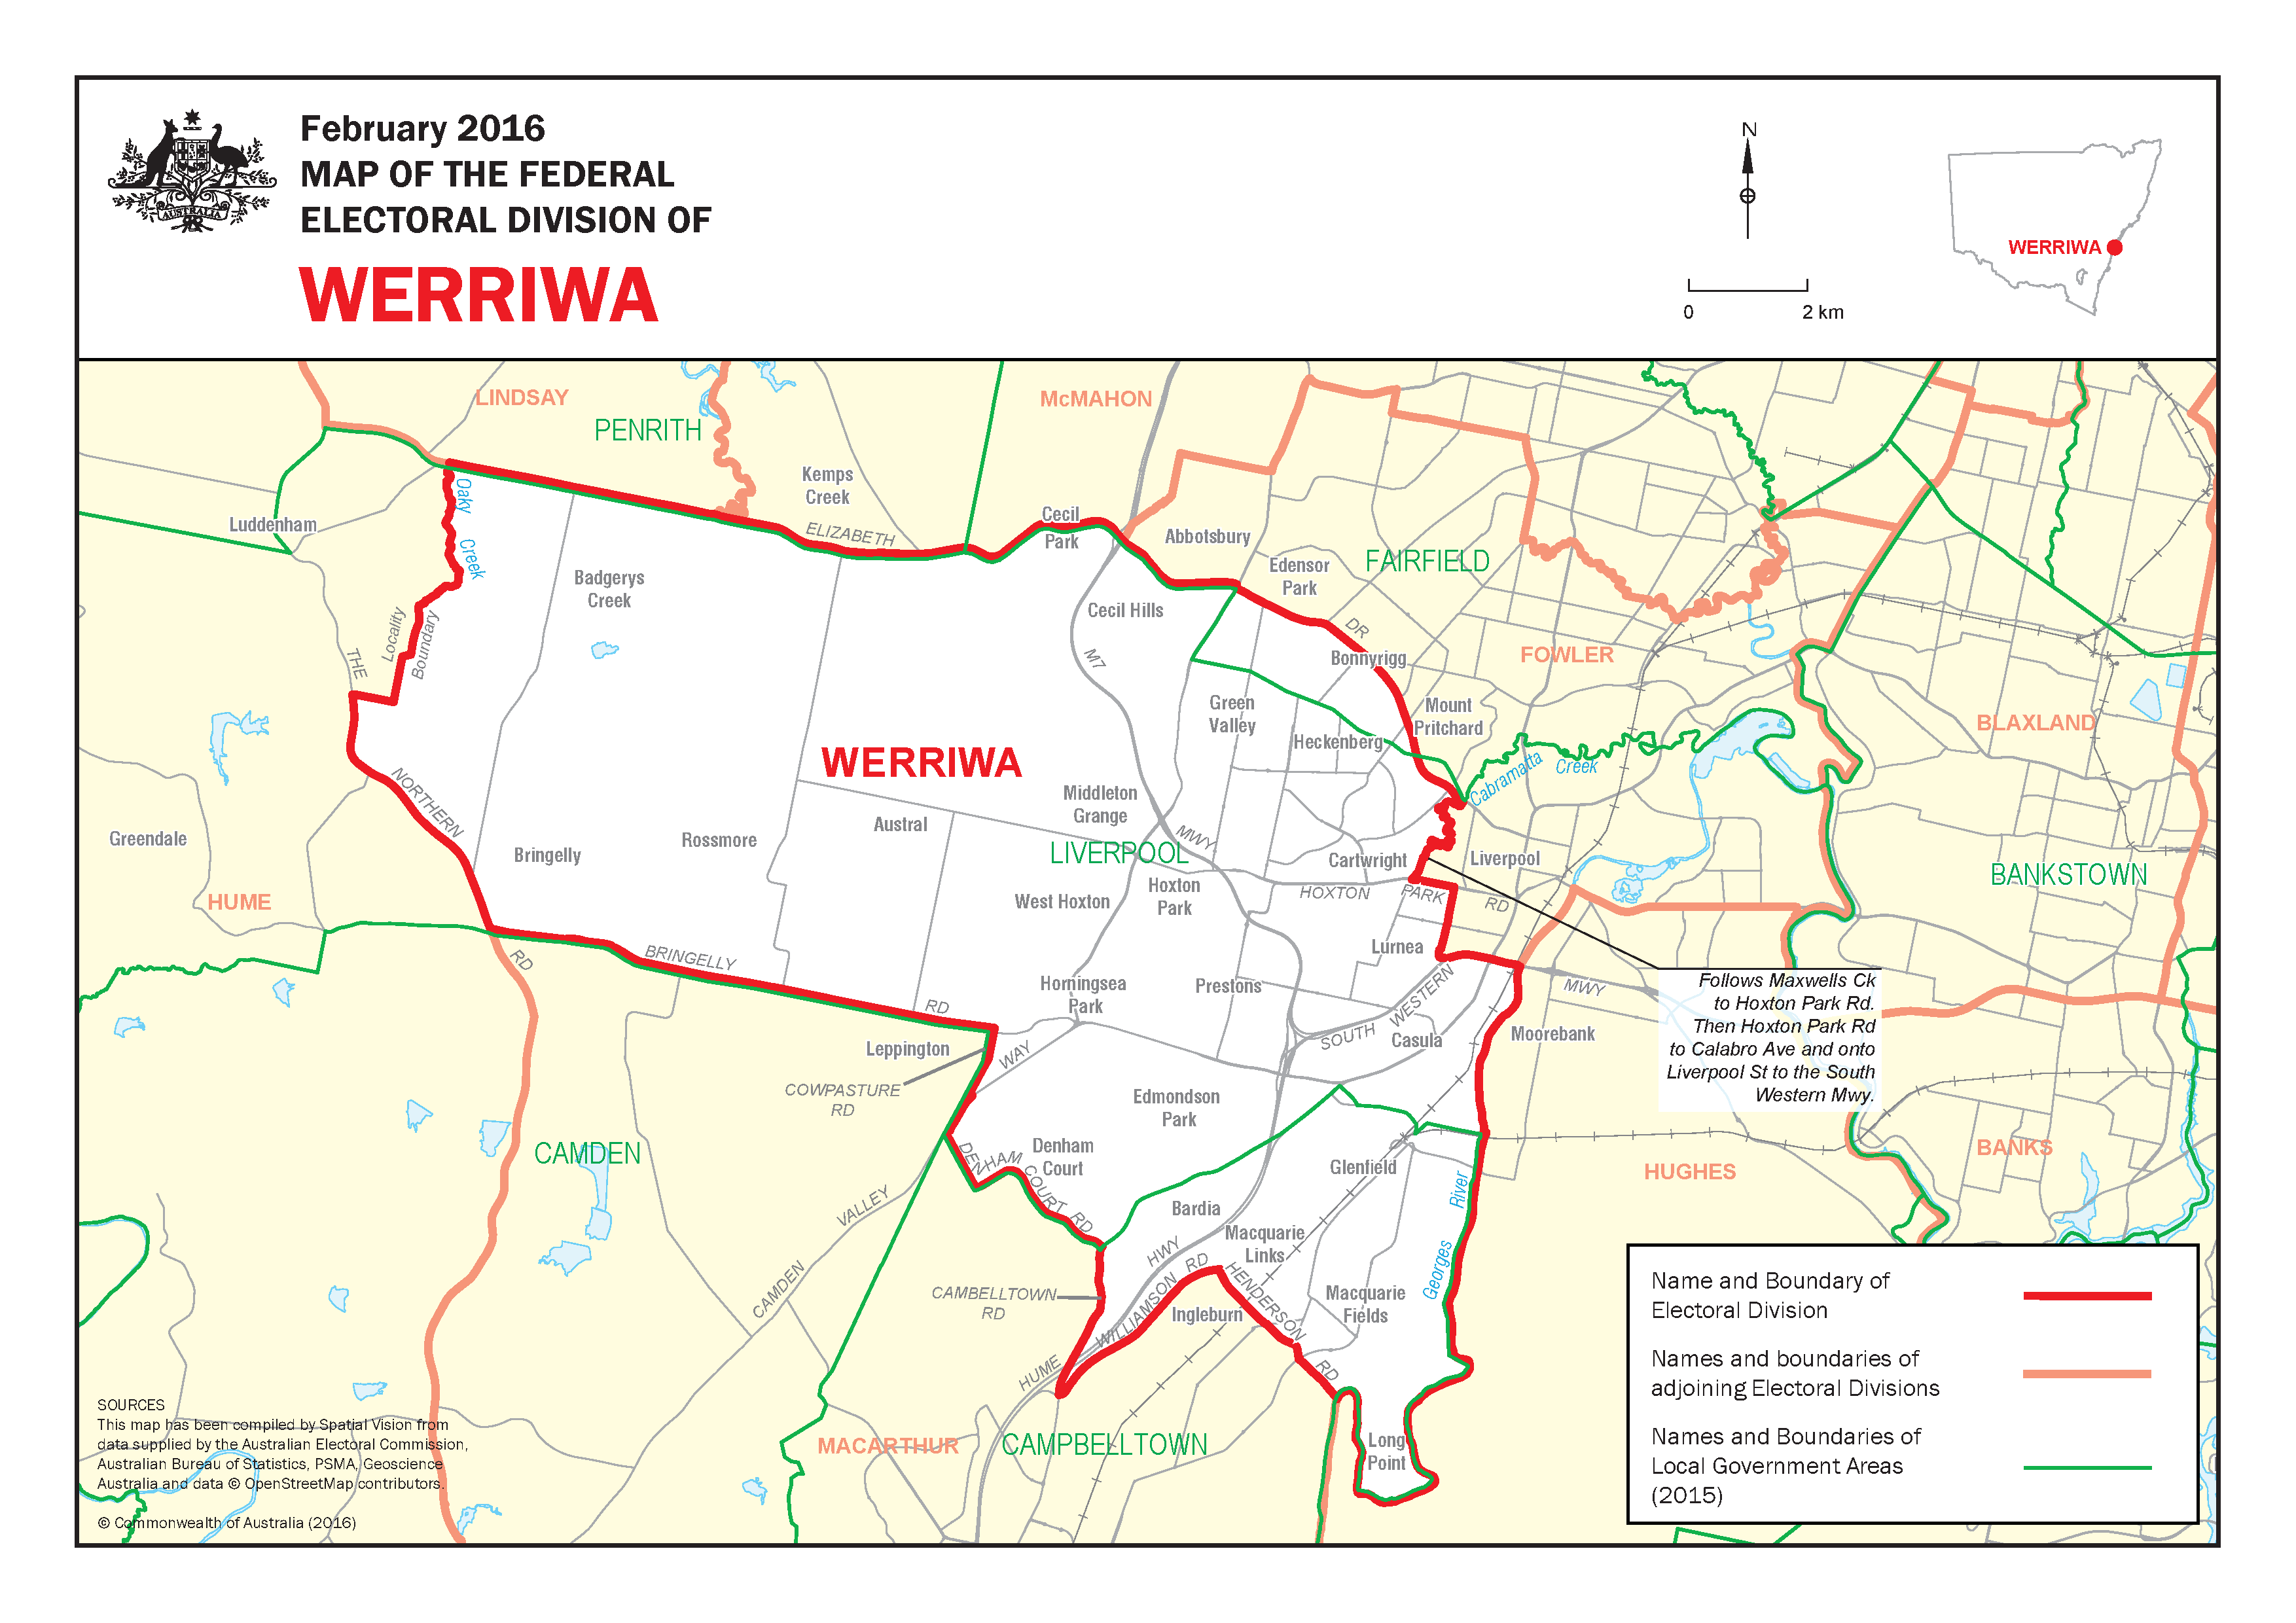 February 2016
MAP OF THE FEDERAL
ELECTORAL DIVISION OF
WERRIWA
AUSTRALIA
N
0
2 km
WERRIWA
LINDSAY
PENRITH
McMAHON
Kemps
Creek
Luddenham
Oaky
Creek
ELIZABETH
Cecil
Park
Abbotsbury
Edensor
Park
FAIRFIELD
Badgerys
Creek
Cecil Hills
DR
Locality
Boundary
THE
M7
Bonnyrigg
FOWLER
Green
Valley
Mount
Pritchard
Heckenberg
BLAXLAND
WERRIWA
Cabramatta
Creek
NORTHERN
Middleton
Grange
Greendale
Bringelly
Rossmore
Austral
MWY
LIVERPOOL
Cartwright
Liverpool
BANKSTOWN
HUME
West Hoxton
Hoxton
Park
HOXTON
PARK
RD
RD
BRINGELLY
RD
Lurnea
Horningsea
Park
Prestons
WESTERN
SOUTH
Casula
MWY
Moorebank
Follows Maxwells Ck
to Hoxton Park Rd.
Then Hoxton Park Rd
to Calabro Ave and onto
Liverpool St to the South
Western Mwy.
Leppington
WAY
COWPASTURE
RD
Edmondson
Park
CAMDEN
DENHAM
COURT
RD
Denham
Court
Glenfield
HUGHES
BANKS
VALLEY
CAMDEN
Bardia
Macquarie
Links
River
Georges
HWY
RD
WILLIAMSON
HUME
CAMBELLTOWN
RD
Ingleburn
HENDERSON
RD
Macquarie
Fields
Long
Point
MACARTHUR
CAMPBELLTOWN
SOURCES
This map has been compiled by Spatial Vision from
data supplied by the Australian Electoral Commission,
Australian Bureau of Statistics, PSMA, Geoscience
Australia and data © OpenStreetMap contributors.
© Commonwealth of Australia (2016)
Name and Boundary of
Electoral Division
Names and boundaries of
adjoining Electoral Divisions
Names and Boundaries of
Local Government Areas
(2015)